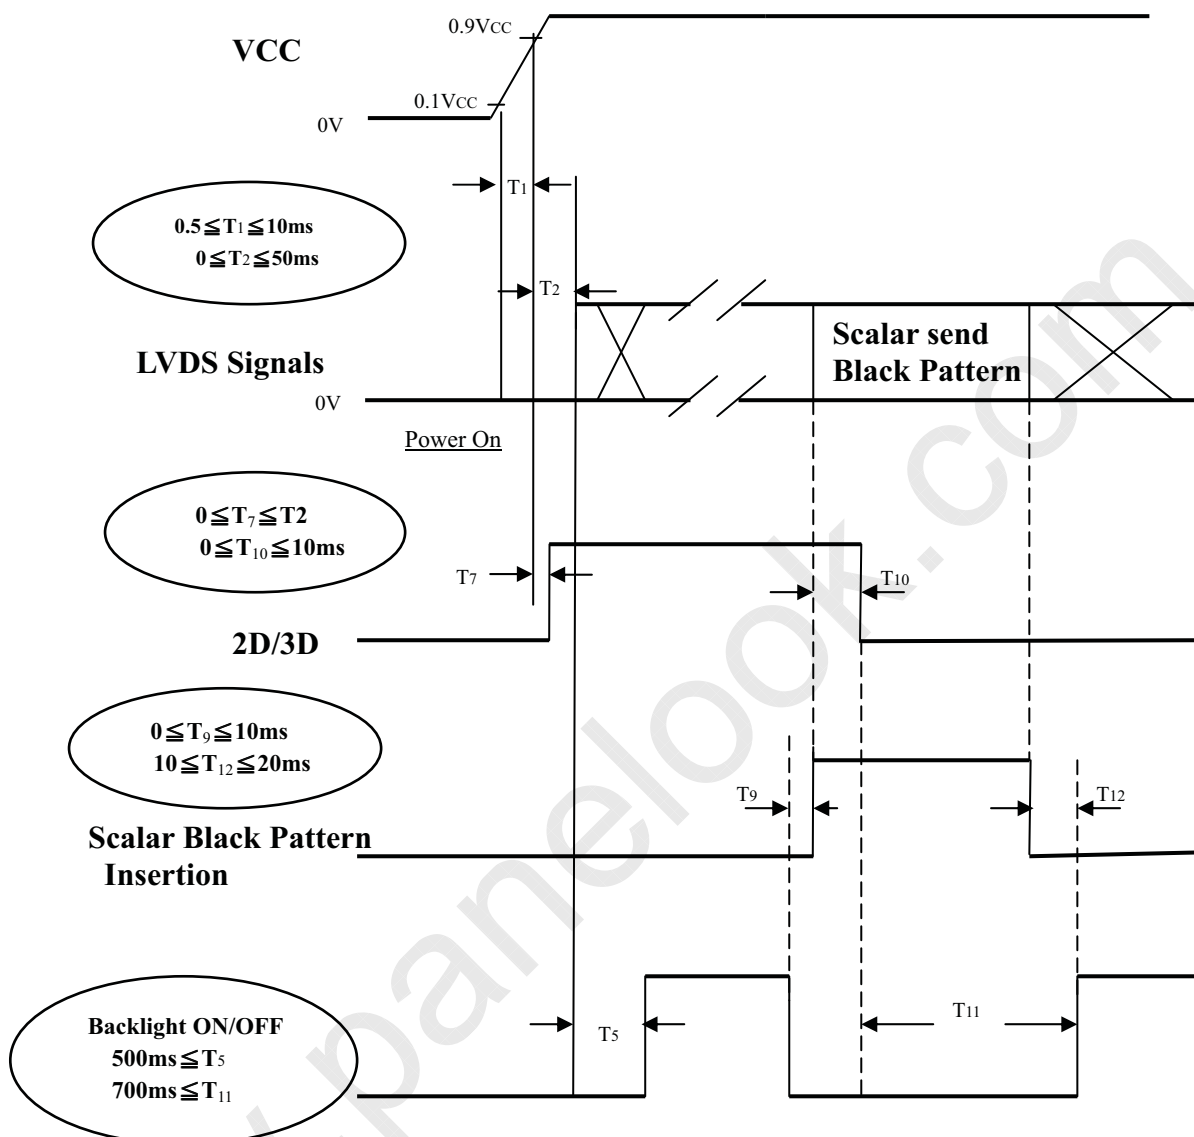 0.9VCC
VCC
0.1VCC
0V
T1
0.5≦T1≦10ms
0≦T2≦50ms
T2
Scalar send
Black Pattern
LVDS Signals
0V
Power On
0≦T7≦T2
0≦T10≦10ms
T7
T10
2D/3D
0≦T9≦10ms
10≦T12≦20ms
T9
T12
Scalar Black Pattern
Insertion
Backlight ON/OFF
500ms≦T5
700ms≦T11
T5
T11
panelook.com